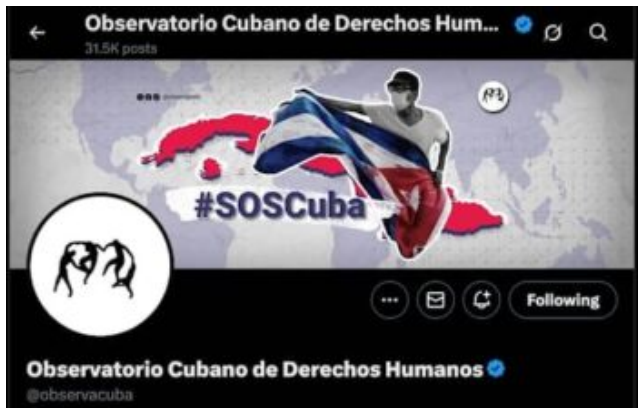 Observatorio Cubano de Derechos Hum...
31.5K posts
#SOSCuba
Following
Observatorio Cubano de Derechos Humanos
@observacuba